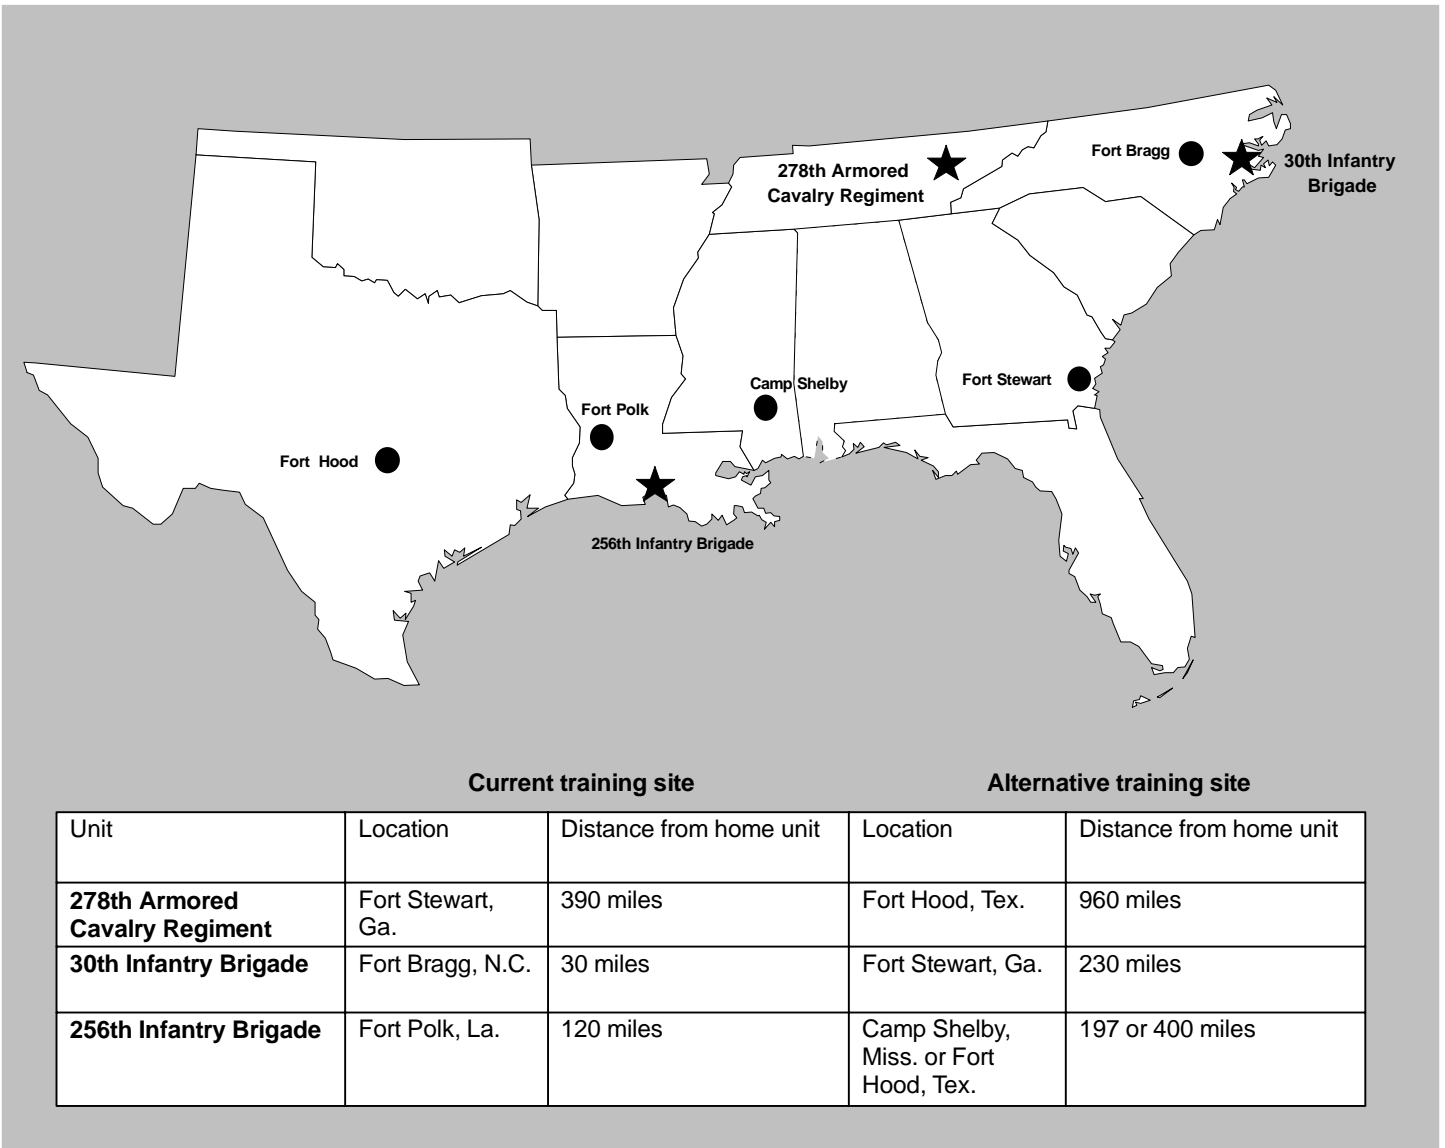 Fort Bragg
30th Infantry
Brigade
278th Armored
Cavalry Regiment
Fort Stewart
Camp Shelby
Fort Polk
Fort Hood
256th Infantry Brigade
Current training site
Alternative training site
Unit
Location
Distance from home unit
Location
Distance from home unit
278th Armored
Cavalry Regiment
Fort Stewart,
Ga.
390 miles
Fort Hood, Tex.
960 miles
30th Infantry Brigade
Fort Bragg, N.C.
30 miles
Fort Stewart, Ga.
230 miles
256th Infantry Brigade
Fort Polk, La.
120 miles
Camp Shelby,
Miss. or Fort
Hood, Tex.
197 or 400 miles